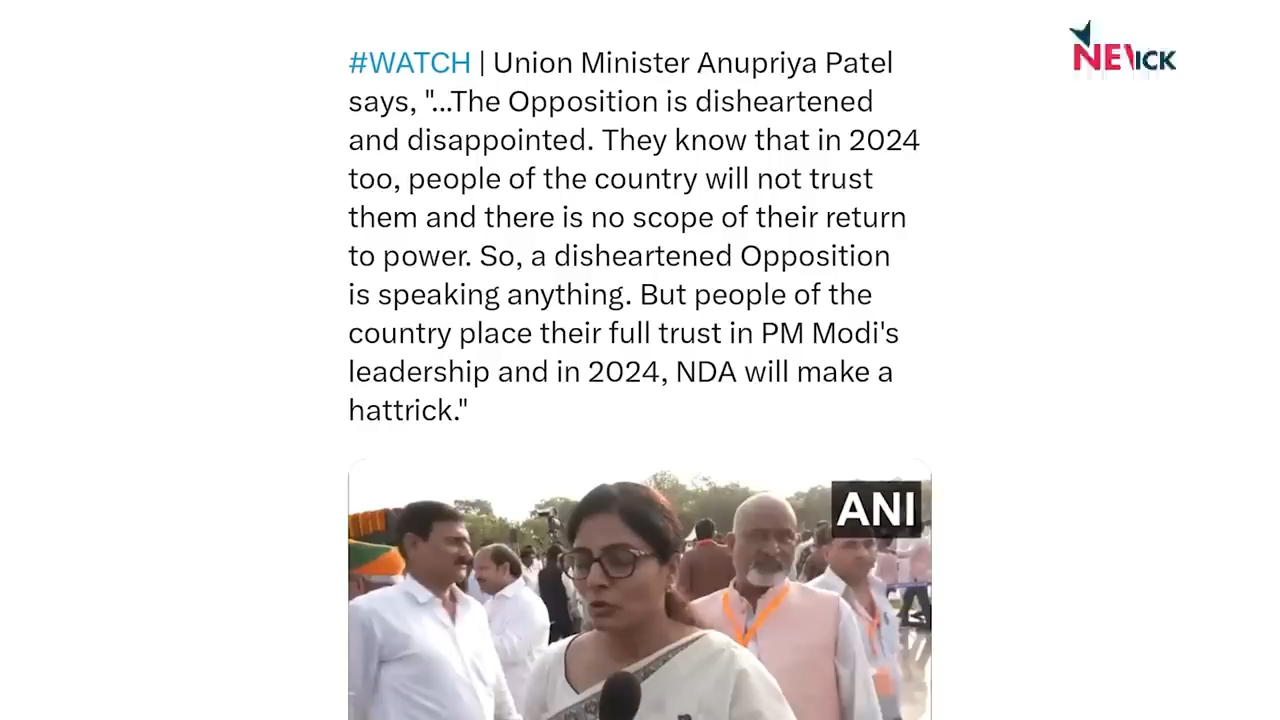 #WATCH | Union Minister Anupriya Patel
says, "...The Opposition is disheartened
and disappointed. They know that in 2024
too, people of the country will not trust
them and there is no scope of their return
to power. So, a disheartened Opposition
is speaking anything. But people of the
country place their full trust in PM Modi's
leadership and in 2024, NDA will make a
hattrick."
ANI